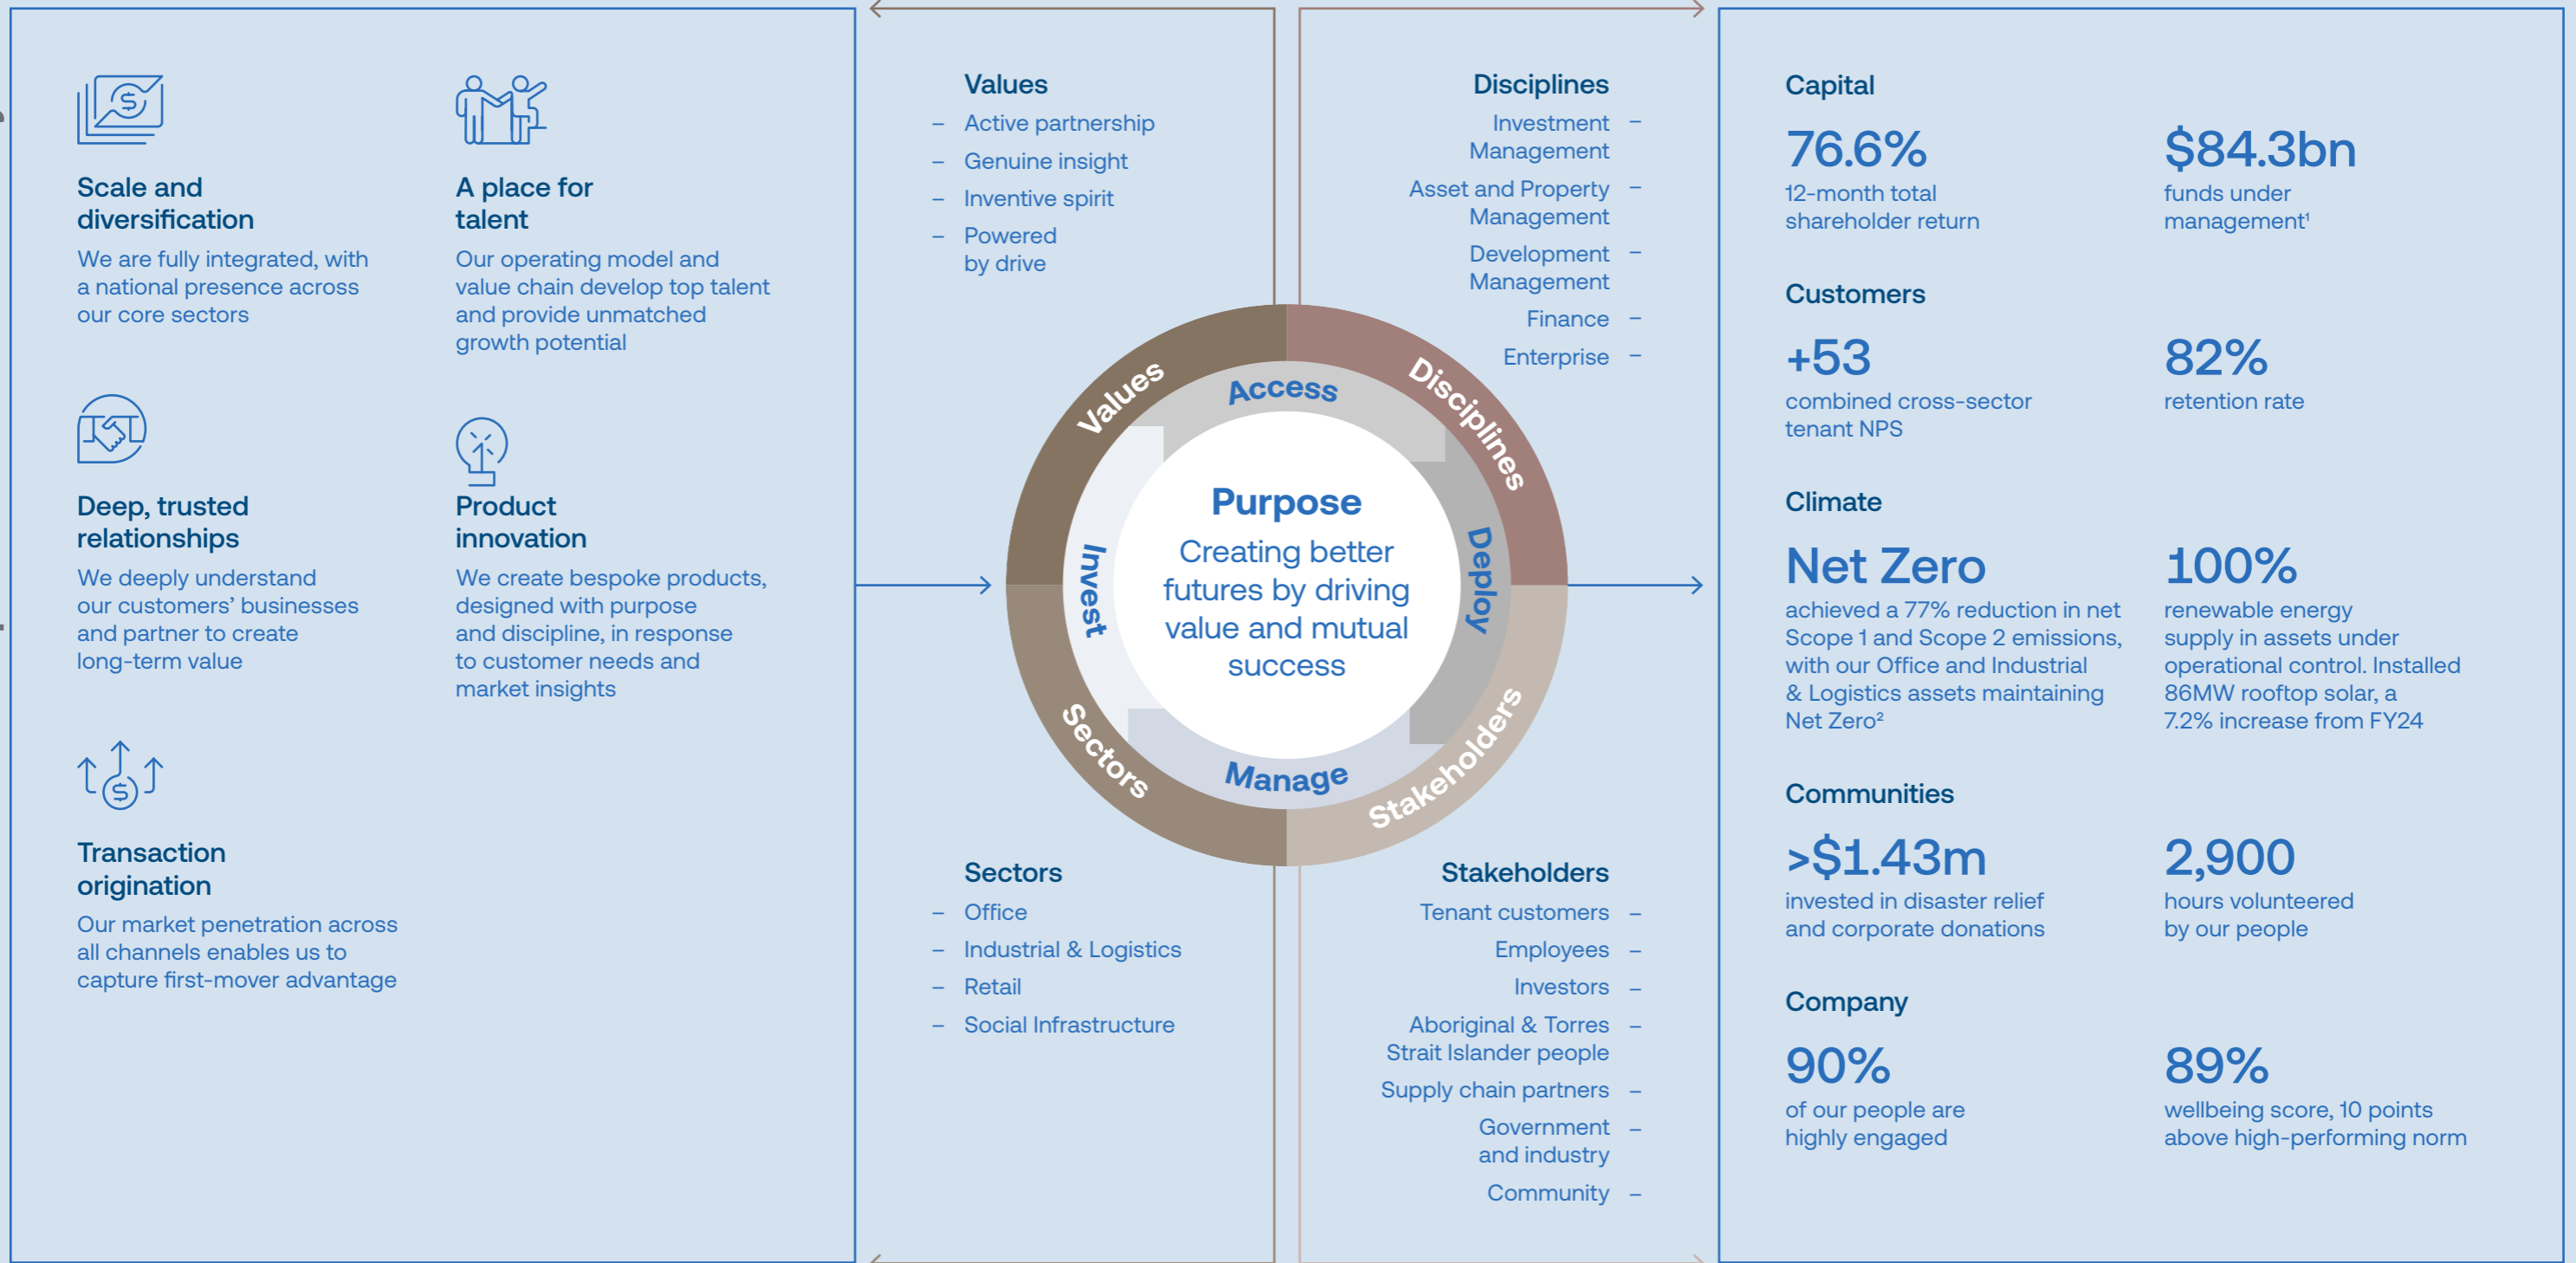 Scale and
diversification
We are fully integrated, with
a national presence across
our core sectors
A place for
talent
Our operating model and
value chain develop top talent
and provide unmatched
growth potential
Deep, trusted
relationships
We deeply understand
our customers’ businesses
and partner to create
long-term value
Product
innovation
We create bespoke products,
designed with purpose
and discipline, in response
to customer needs and
market insights
Transaction
origination
Our market penetration across
all channels enables us to
capture first-mover advantage
Values
– Active partnership
– Genuine insight
– Inventive spirit
– Powered
by drive
Disciplines
Investment –
Management
Asset and Property –
Management
Development –
Management
Finance –
Enterprise –
Values
Disciplines
Sectors
Stakeholders
Access
Deploy
Manage
Invest
Purpose
Creating better
futures by driving
value and mutual
success
Sectors
– Office
– Industrial & Logistics
– Retail
– Social Infrastructure
Stakeholders
Tenant customers –
Employees –
Investors –
Aboriginal & Torres –
Strait Islander people
Supply chain partners –
Government –
and industry
Community –
Capital
76.6%
12-month total
shareholder return
$84.3bn
funds under
management¹
Customers
+53
combined cross-sector
tenant NPS
82%
retention rate
Climate
Net Zero
achieved a 77% reduction in net
Scope 1 and Scope 2 emissions,
with our Office and Industrial
& Logistics assets maintaining
Net Zero²
100%
renewable energy
supply in assets under
operational control. Installed
86MW rooftop solar, a
7.2% increase from FY24
Communities
>$1.43m
invested in disaster relief
and corporate donations
2,900
hours volunteered
by our people
Company
90%
of our people are
highly engaged
89%
wellbeing score, 10 points
above high-performing norm